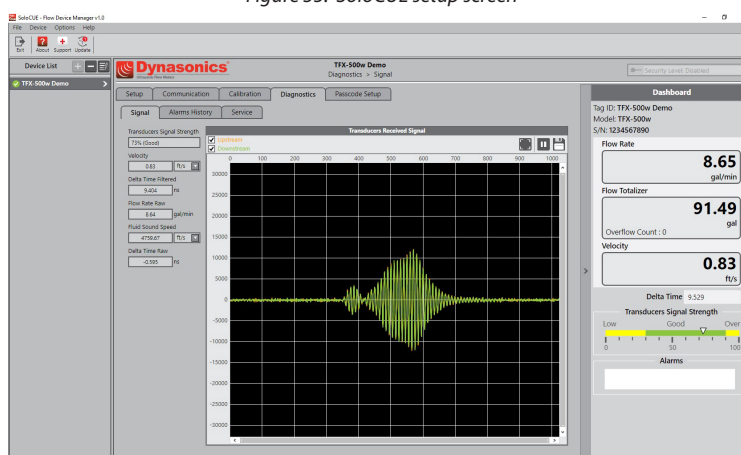 Figure 35: SoloCUE setup screen
SoloCUE - Flow Device Manager v1.0
File Device Options Help
Exit About Support Update
Device List
TFX-500w Demo
Dynasonics
TFX-500w Demo
Diagnostics > Signal
Security Level: Disabled
Setup Communication Calibration Diagnostics Passcode Setup
Signal Alarms History Service
Transducers Signal Strength
73% (Good)
Velocity
0.83 ft/s
Delta Time Filtered
9.404 ns
Flow Rate Raw
8.64 gal/min
Fluid Sound Speed
4759.87 ft/s
Delta Time Raw
-0.595 ns
Transducers Received Signal
Upstream
Downstream
0 100 200 300 400 500 600 700 800 900 1000
30000
25000
20000
15000
10000
5000
0
-5000
-10000
-15000
-20000
-25000
-30000
Dashboard
Tag ID: TFX-500w Demo
Model: TFX-500w
S/N: 1234567890
Flow Rate
8.65
gal/min
Flow Totalizer
91.49
gal
Overflow Count : 0
Velocity
0.83
ft/s
Delta Time 9.529
Transducers Signal Strength
Low Good Over
0 50 100
Alarms